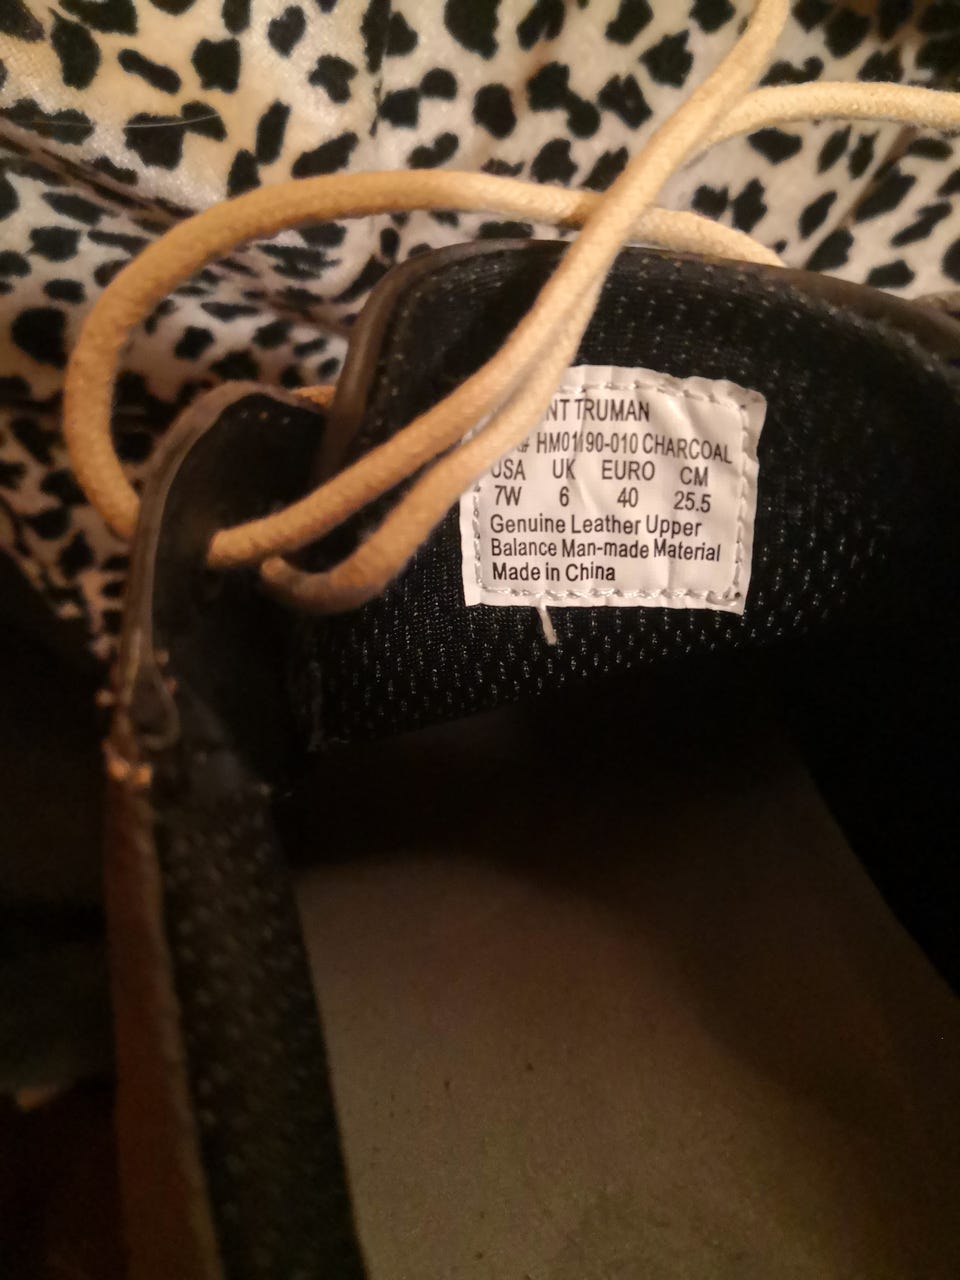 NT TRUMAN
# HM01190-010 CHARCOAL
USA UK EURO CM
7W 6 40 25.5
Genuine Leather Upper
Balance Man-made Material
Made in China